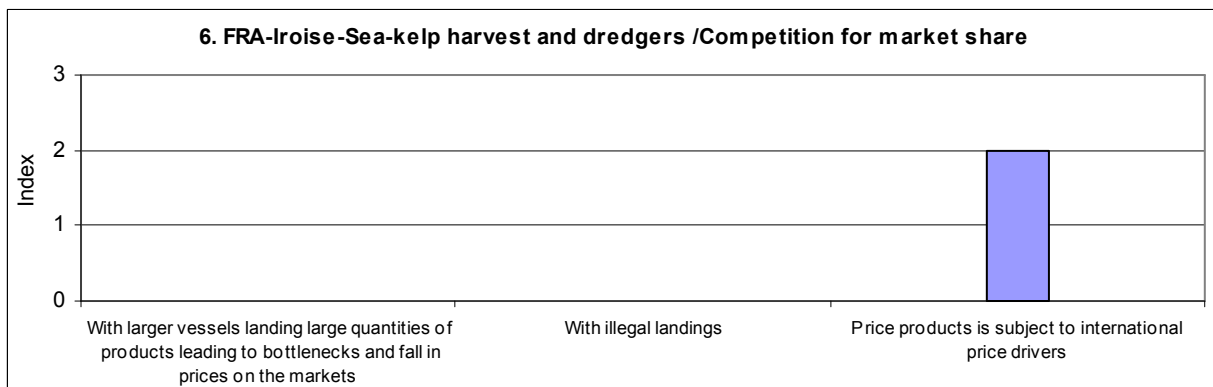 6. FRA-Iroise-Sea-kelp harvest and dredgers /Competition for market share
3
2
1
0
Index
With larger vessels landing large quantities of
products leading to bottlenecks and fall in
prices on the markets
With illegal landings
Price products is subject to international
price drivers